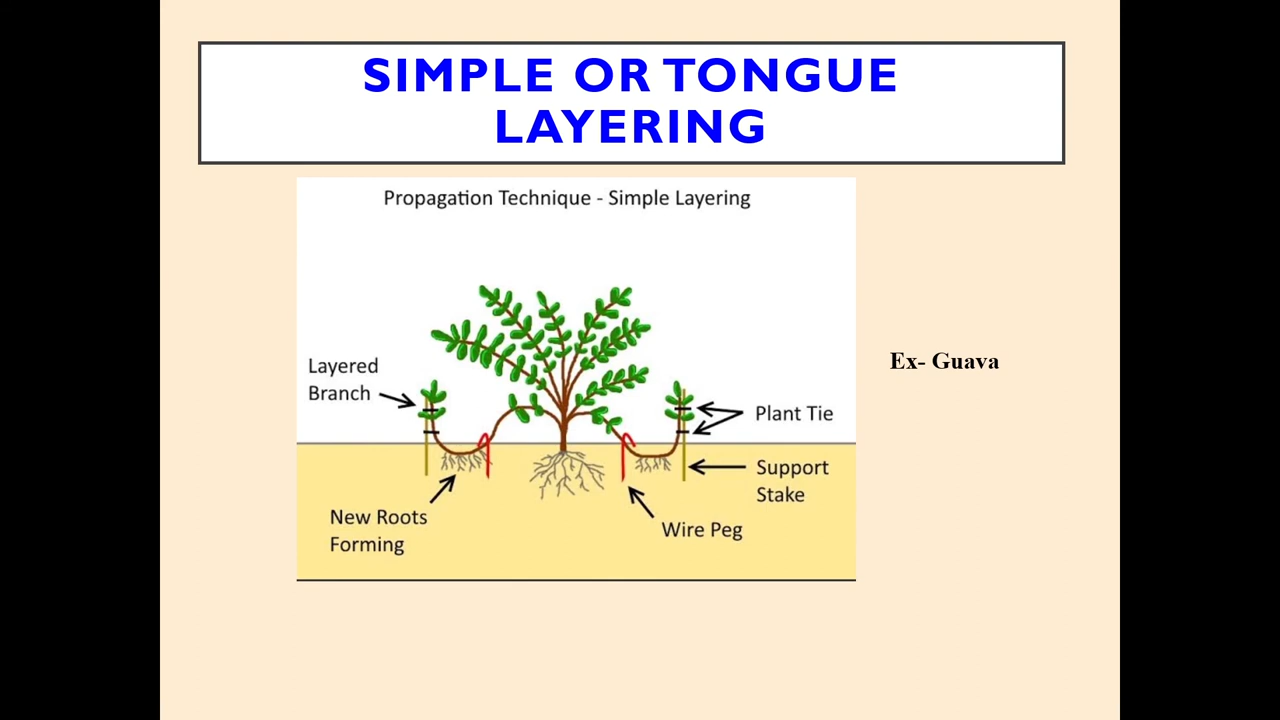 SIMPLE OR TONGUE
LAYERING
Propagation Technique - Simple Layering
Layered
Branch
Ex- Guava
Plant Tie
Support
Stake
New Roots
Forming
Wire Peg